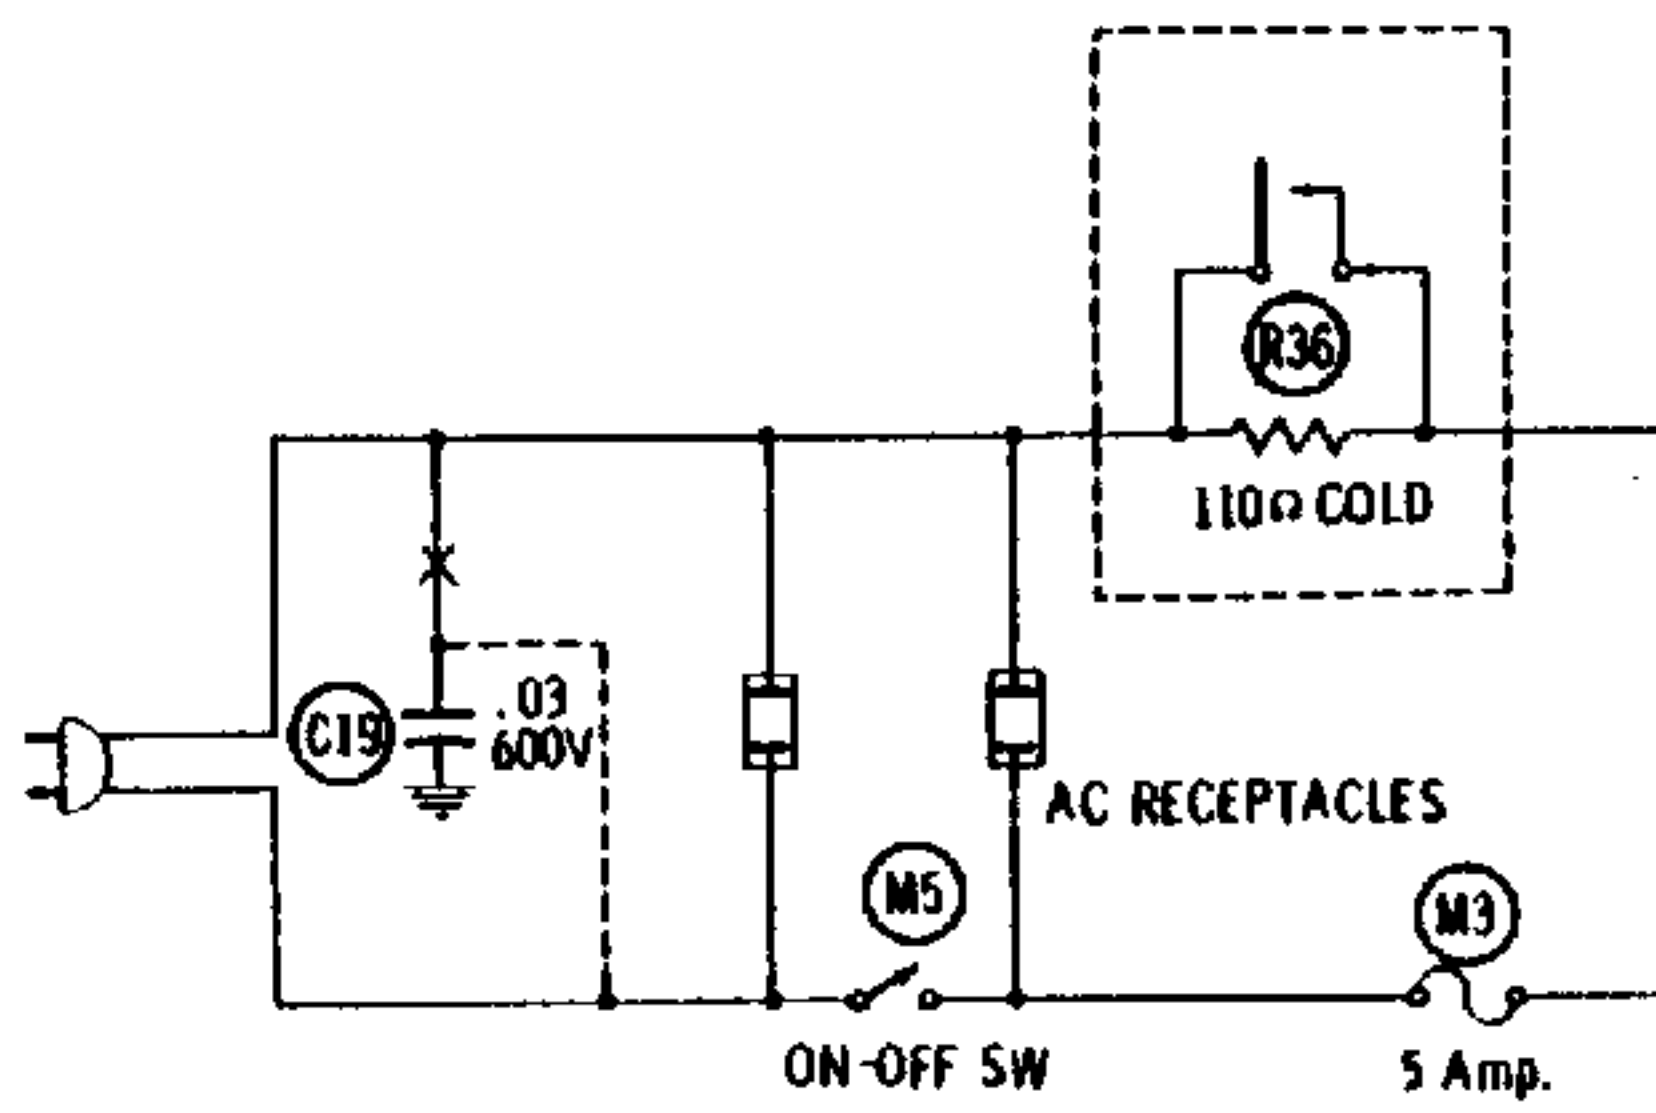 R36
110Ω COLD
C19
.03
600V
AC RECEPTACLES
M5
M3
ON-OFF SW
5 Amp.